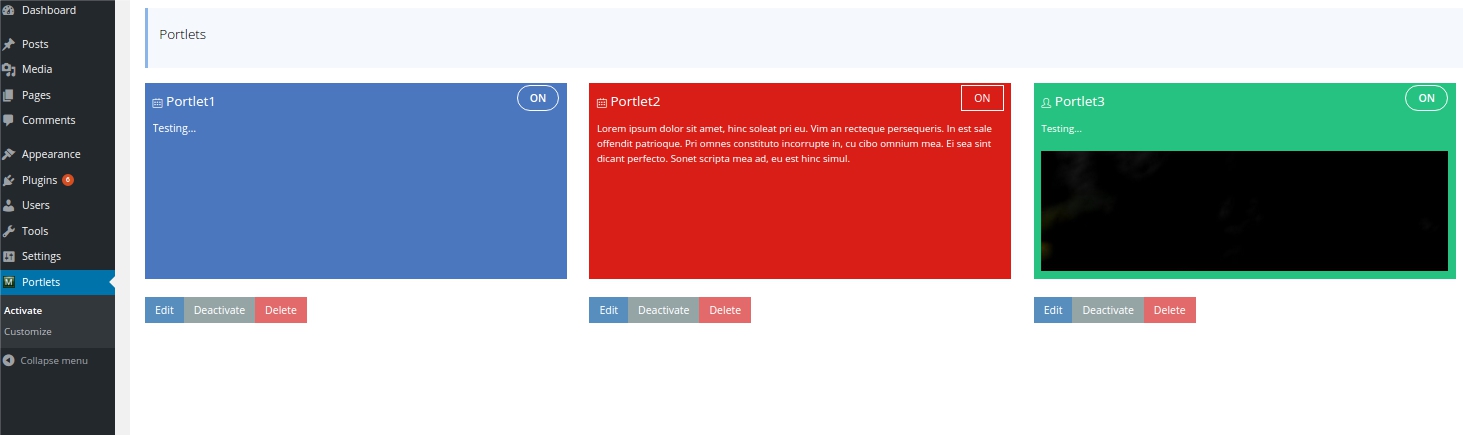 Dashboard
Posts
Media
Pages
Comments
Appearance
Plugins 6
Users
Tools
Settings
M Portlets
Activate
Customize
Collapse menu
Portlets
Portlet1 ON
Testing...
Edit Deactivate Delete
Portlet2 ON
Lorem ipsum dolor sit amet, hinc soleat pri eu. Vim an recteque persequeris. In est sale
offendit patrioque. Pri omnes constituto incorrupte in, cu cibo omnium mea. Ei sea sint
dicant perfecto. Sonet scripta mea ad, eu est hinc simul.
Edit Deactivate Delete
Portlet3 ON
Testing...
Edit Deactivate Delete